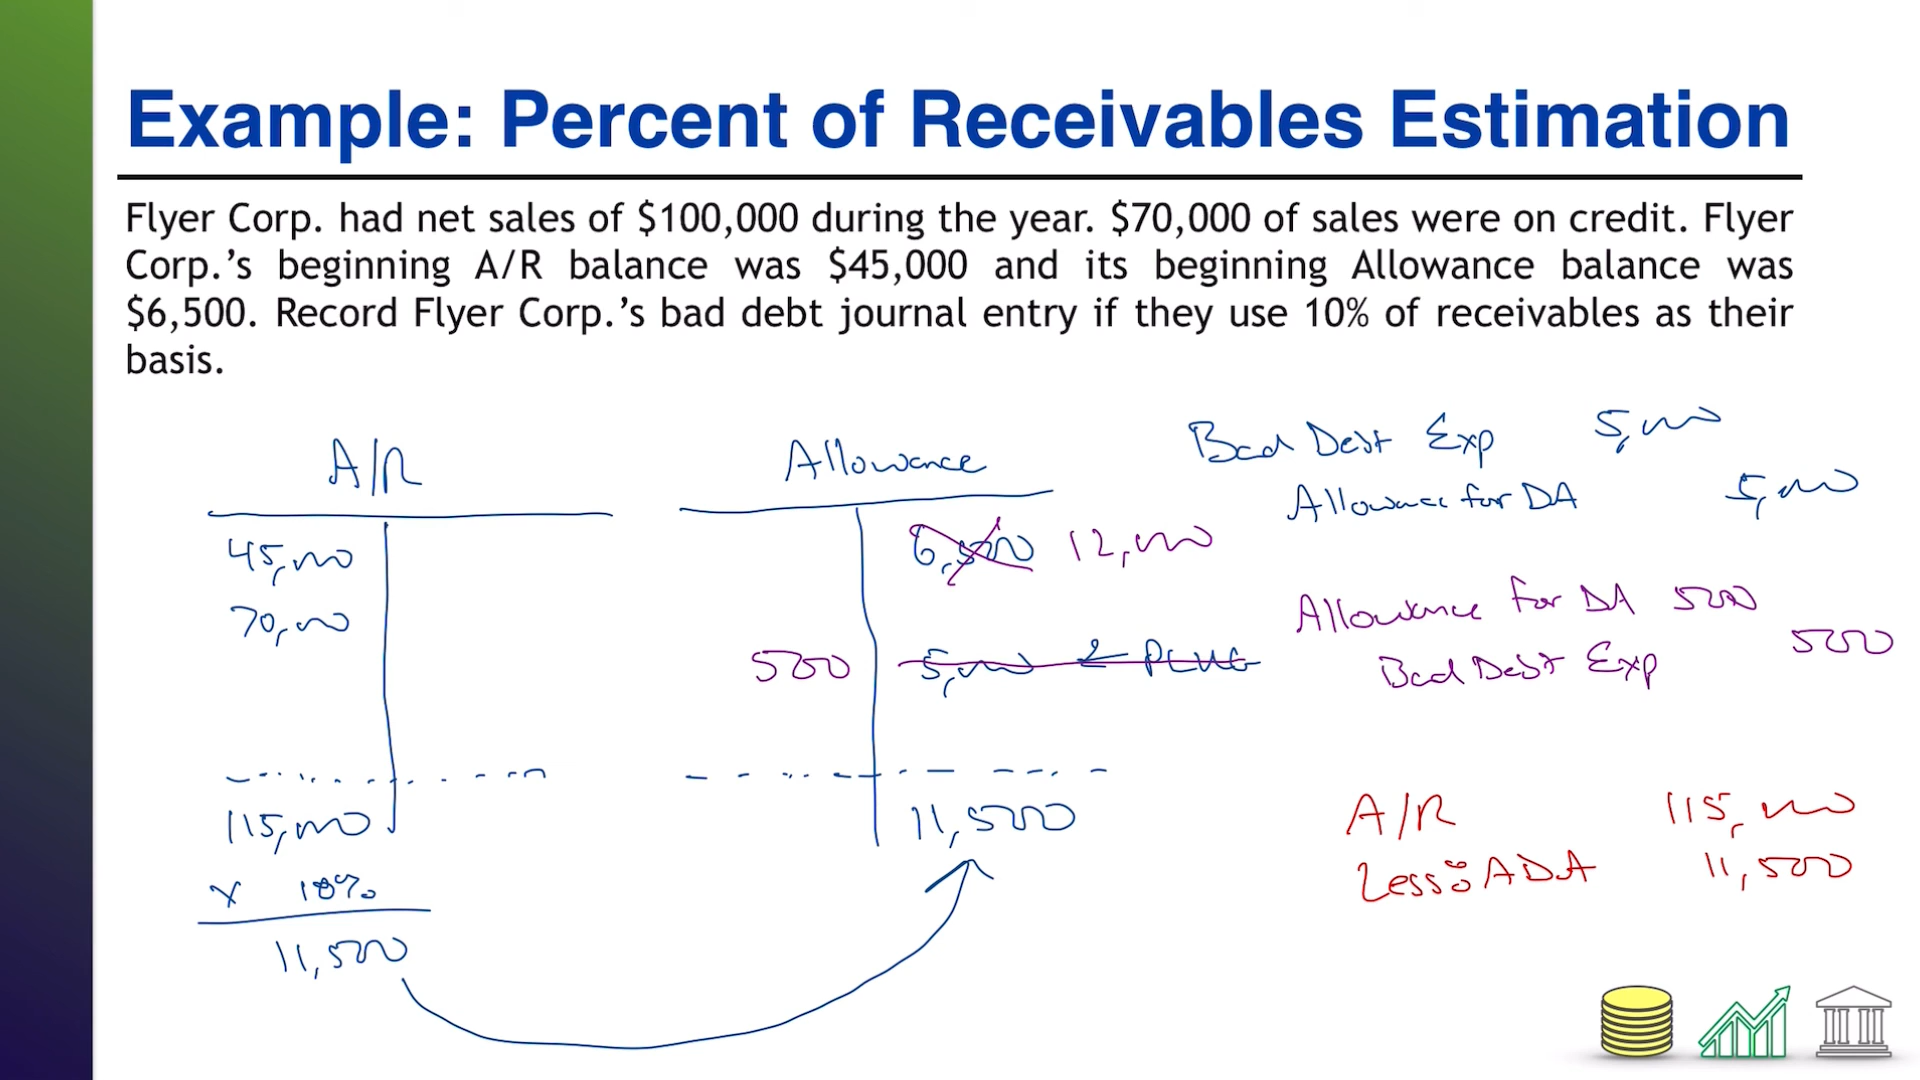 Example: Percent of Receivables Estimation
Flyer Corp. had net sales of $100,000 during the year. $70,000 of sales were on credit. Flyer
Corp.’s beginning A/R balance was $45,000 and its beginning Allowance balance was
$6,500. Record Flyer Corp.’s bad debt journal entry if they use 10% of receivables as their
basis.
A/R
45,000
70,000
115,000
x 10%
11,500
Allowance
6,500 12,000
500 5,000 ← PLUG
11,500
Bad Debt Exp 5,000
Allowance for DA 5,000
Allowance for DA 500
Bad Debt Exp 500
A/R 115,000
Less: ADA 11,500